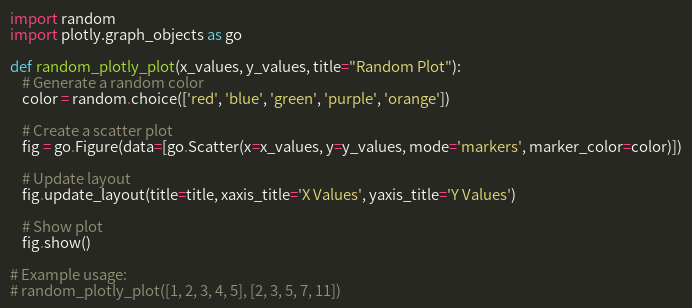 import random
import plotly.graph_objects as go
def random_plotly_plot(x_values, y_values, title="Random Plot"):
# Generate a random color
color = random.choice(['red', 'blue', 'green', 'purple', 'orange'])
# Create a scatter plot
fig = go.Figure(data=[go.Scatter(x=x_values, y=y_values, mode='markers', marker_color=color)])
# Update layout
fig.update_layout(title=title, xaxis_title='X Values', yaxis_title='Y Values')
# Show plot
fig.show()
# Example usage:
# random_plotly_plot([1, 2, 3, 4, 5], [2, 3, 5, 7, 11])